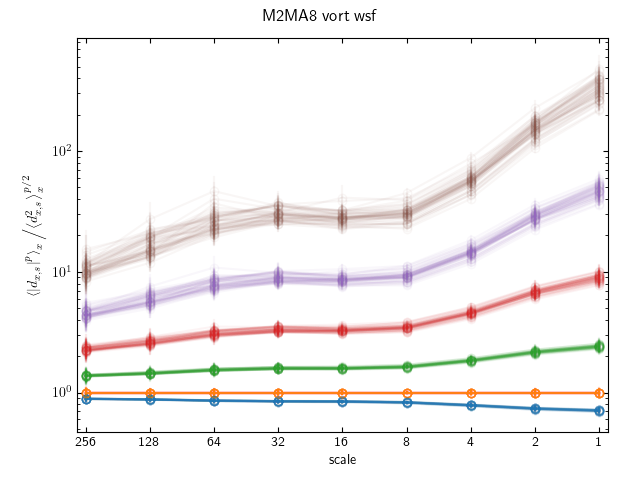 M2MA8 vort wsf
⟨|d_{x,s}|^p⟩_x / ⟨d_{x,s}^2⟩_x^{p/2}
10^2
10^1
10^0
256 128 64 32 16 8 4 2 1
scale